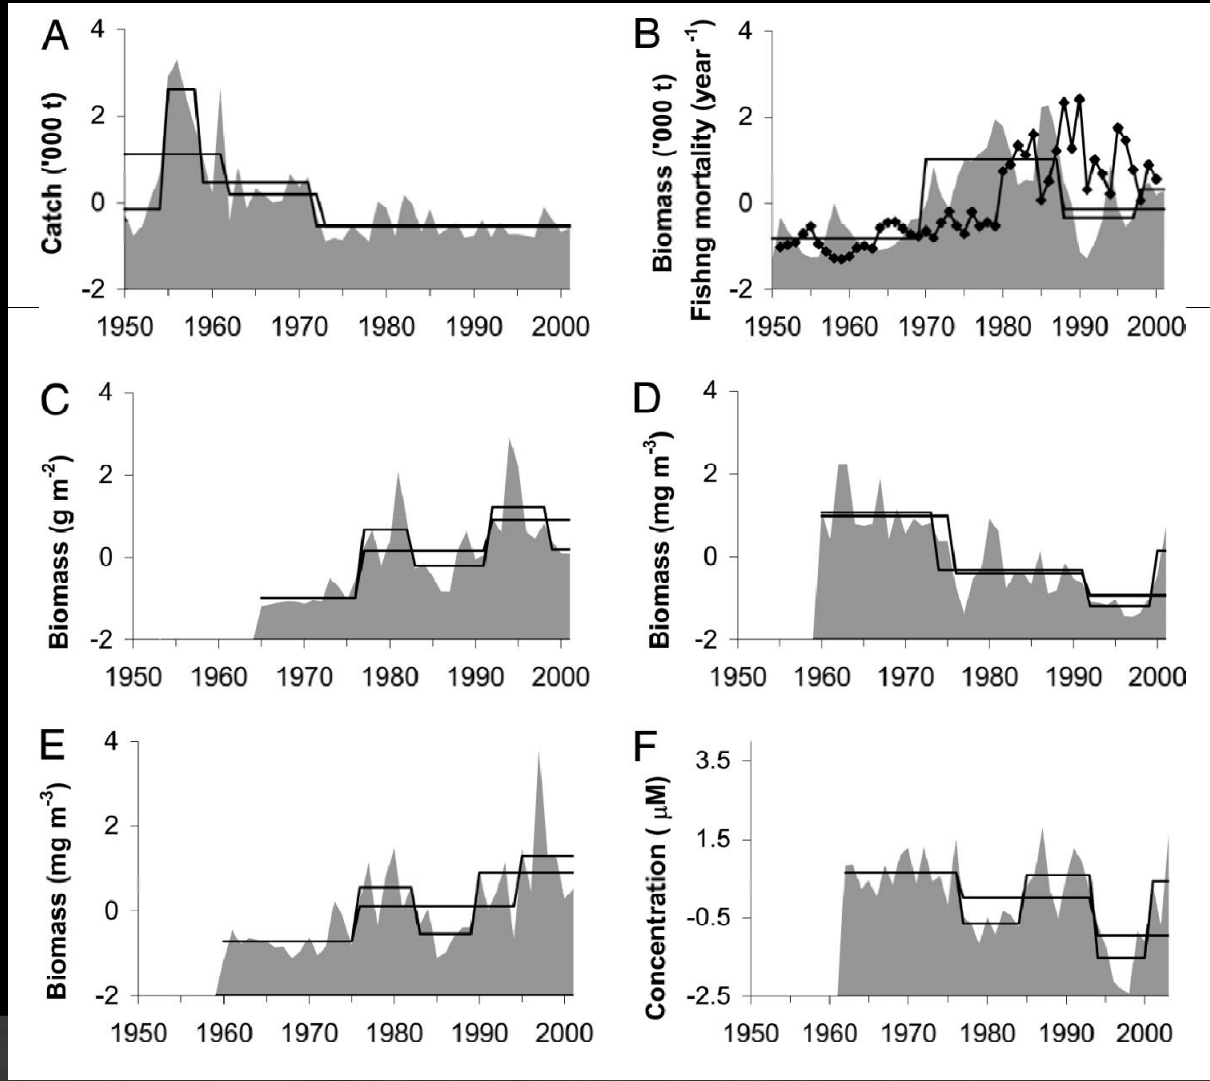 A
Catch ('000 t)
4
2
0
-2
1950 1960 1970 1980 1990 2000
B
Biomass ('000 t)
Fishng mortality (year -1)
4
2
0
-2
1950 1960 1970 1980 1990 2000
C
Biomass (g m-2)
4
2
0
-2
1950 1960 1970 1980 1990 2000
D
Biomass (mg m-3)
4
2
0
-2
1950 1960 1970 1980 1990 2000
E
Biomass (mg m-3)
4
2
0
-2
1950 1960 1970 1980 1990 2000
F
Concentration ( μM)
3.5
1.5
-0.5
-2.5
1950 1960 1970 1980 1990 2000